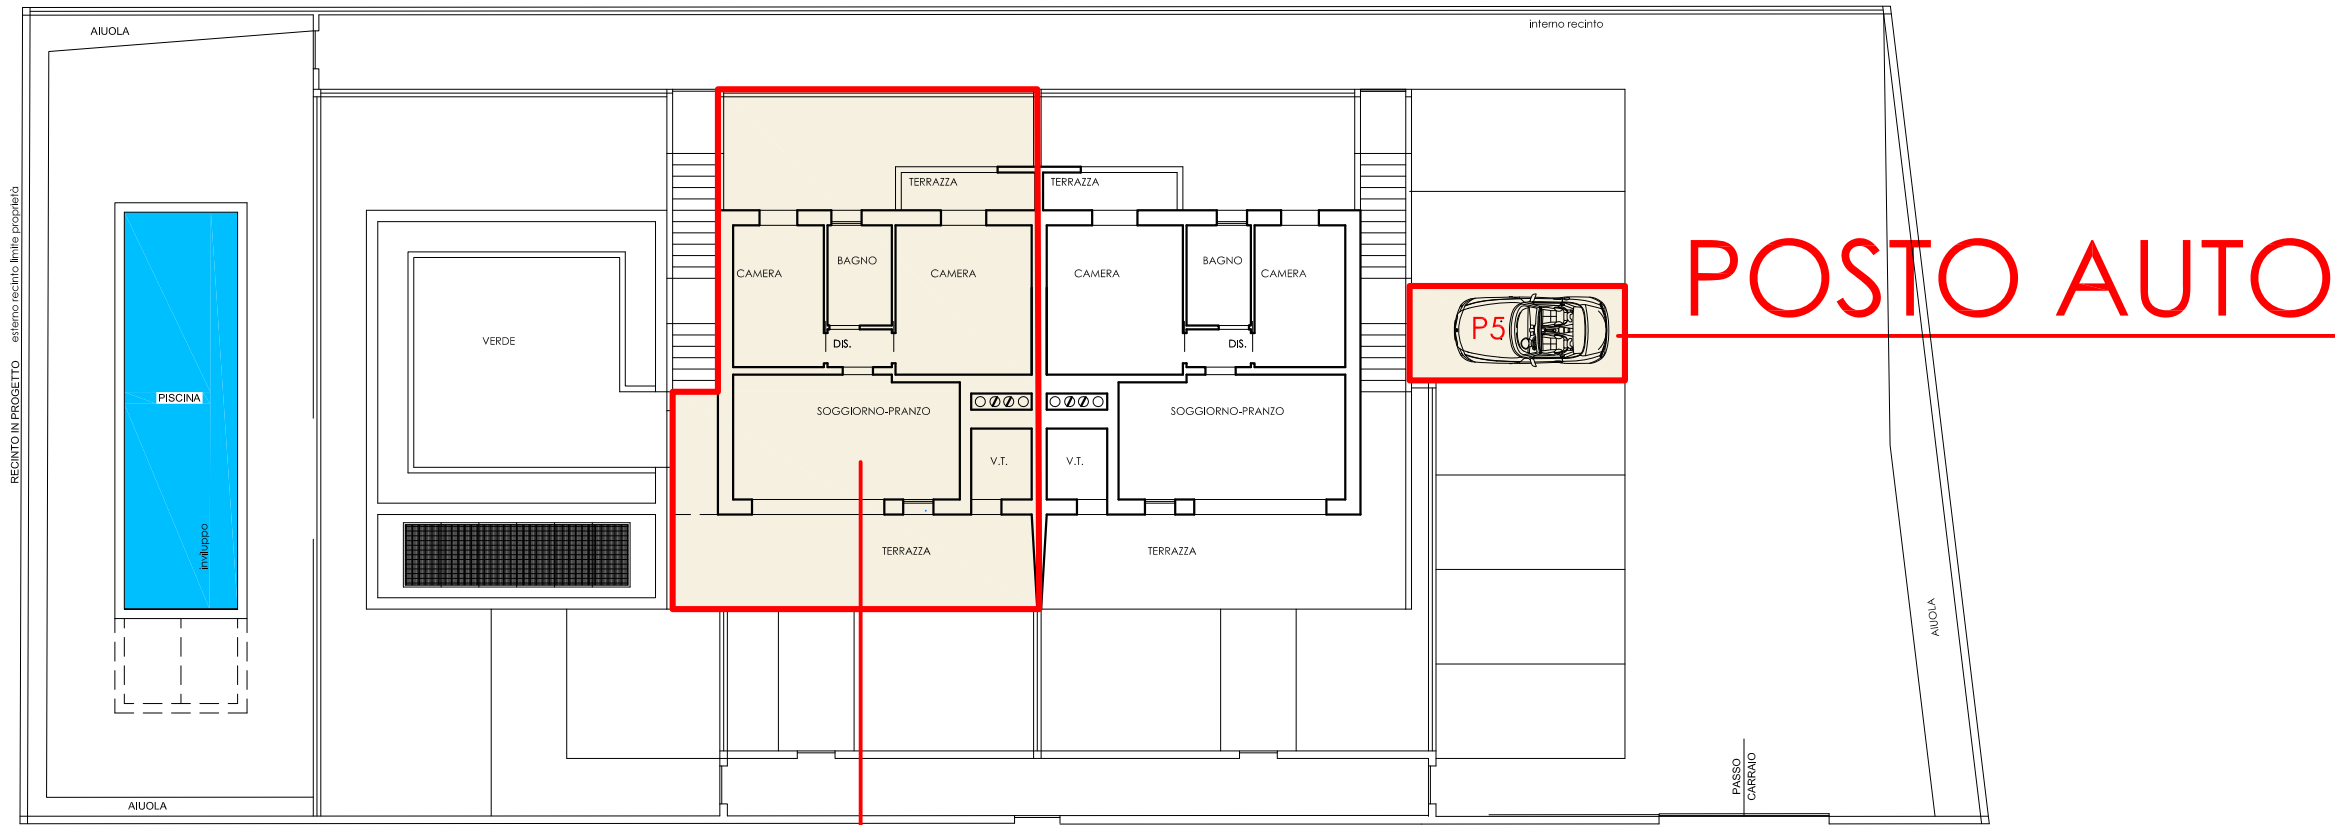 AIUOLA
interno recinto
RECINTO IN PROGETTO esterno recinto limite proprietà
TERRAZZA
TERRAZZA
POSTO AUTO
CAMERA
BAGNO
CAMERA
CAMERA
BAGNO
CAMERA
P5
VERDE
DIS.
DIS.
PISCINA
SOGGIORNO-PRANZO
SOGGIORNO-PRANZO
V.T.
V.T.
inviluppo
TERRAZZA
TERRAZZA
AIUOLA
PASSO
CARRAIO
AIUOLA